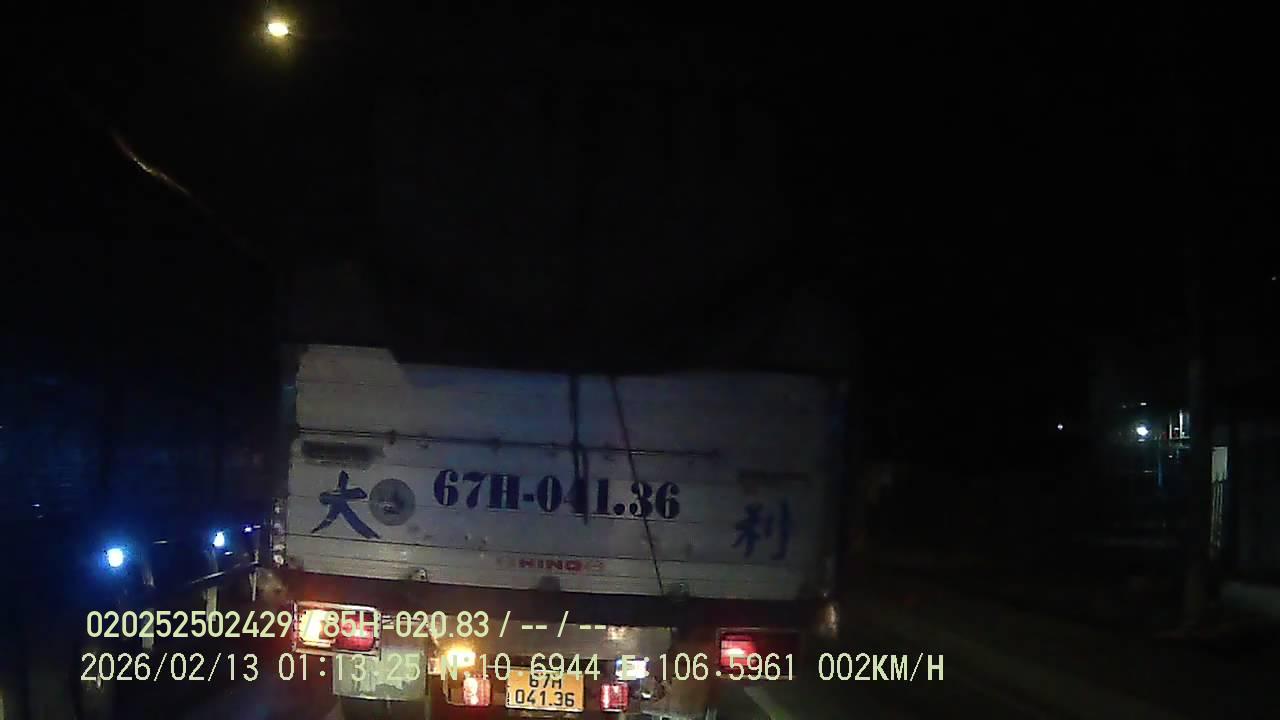 大 67H-041.36 利
HINO
020252502429 / 85H-020.83 / -- / --
2026/02/13 01:13:25 N:10.6944 E:106.5961 002KM/H
67H
041.36